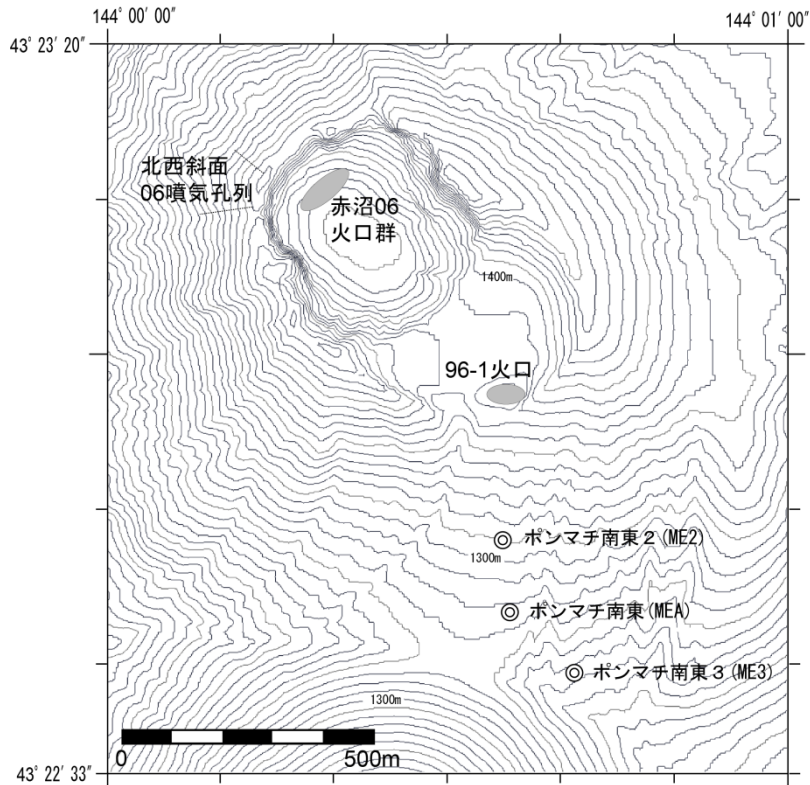 144° 00′ 00″
144° 01′ 00″
43° 23′ 20″
北西斜面
06噴気孔列
赤沼06
火口群
1400m
96-1火口
ポンマチ南東２(ME2)
1300m
ポンマチ南東(MEA)
ポンマチ南東３(ME3)
1300m
0
500m
43° 22′ 33″